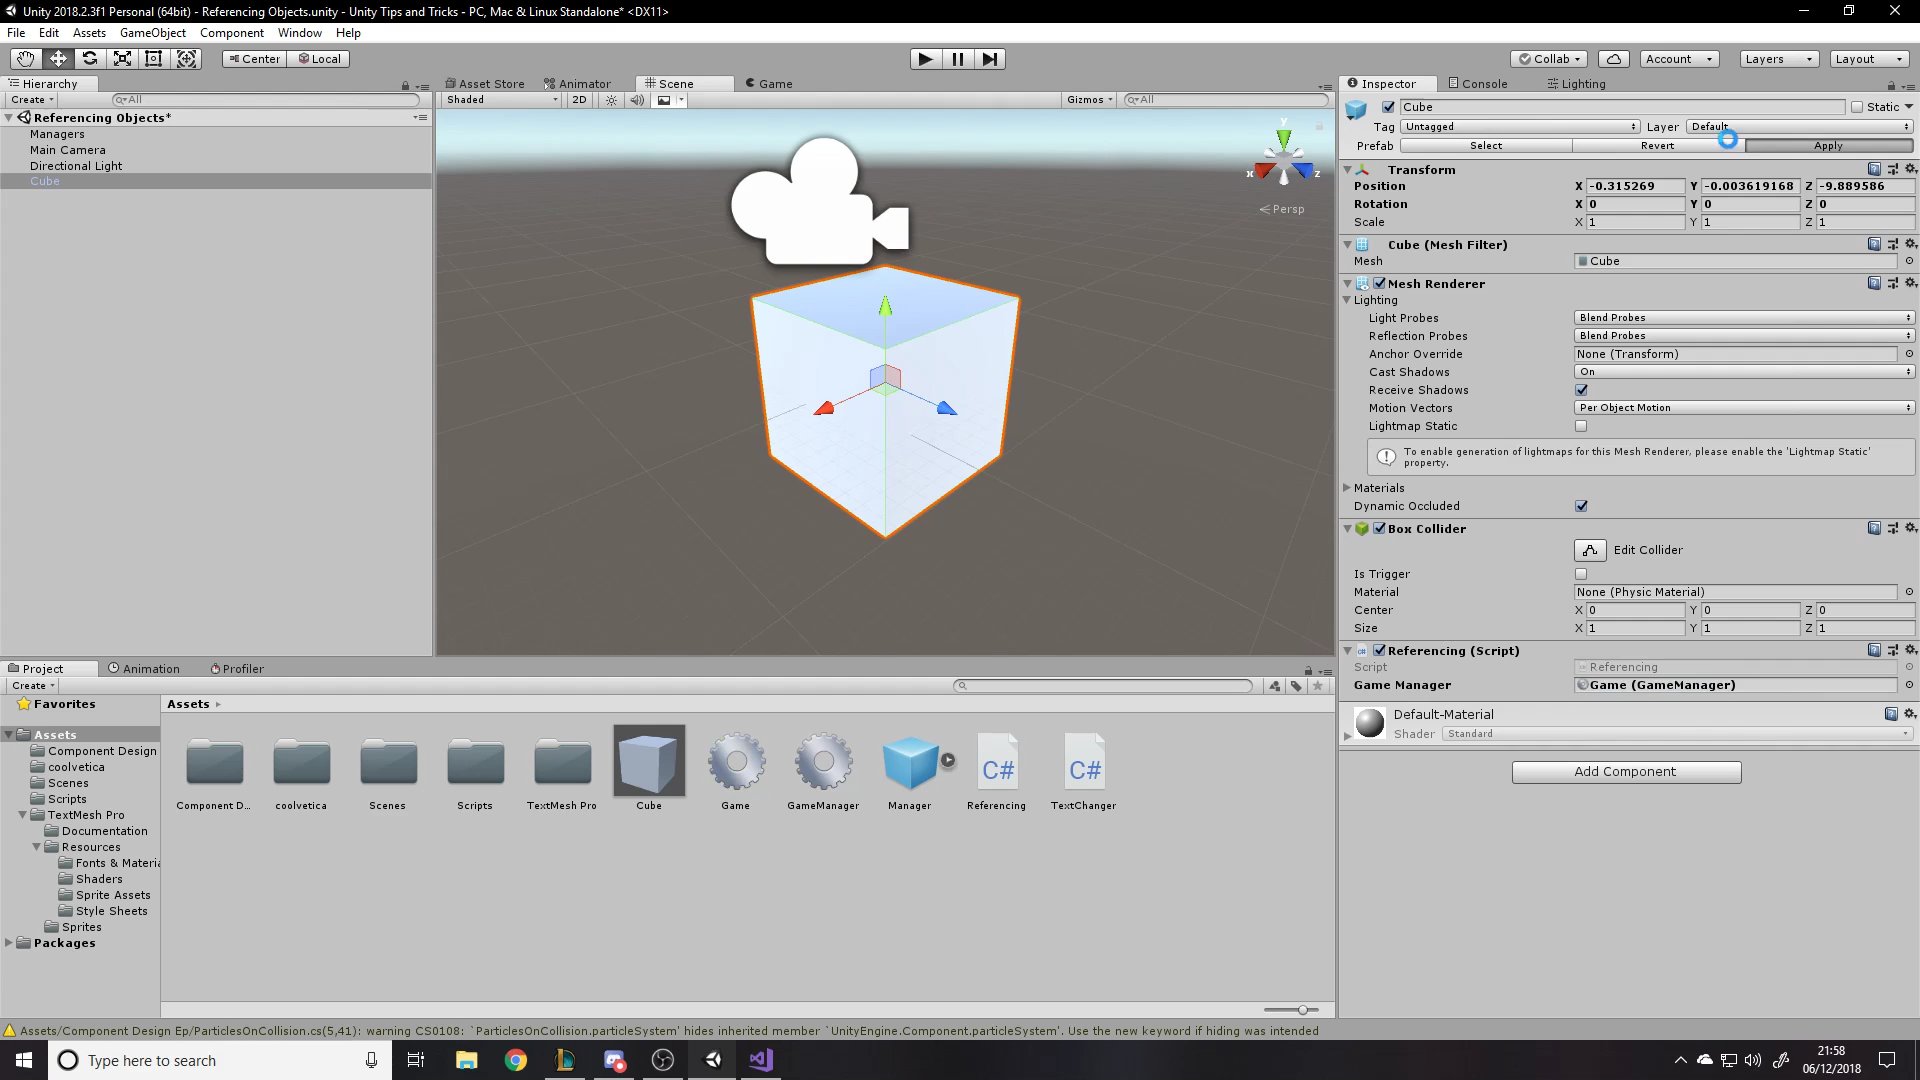 Unity 2018.2.3f1 Personal (64bit) - Referencing Objects.unity - Unity Tips and Tricks - PC, Mac & Linux Standalone* <DX11>
File Edit Assets GameObject Component Window Help
Center Local
Collab Account Layers Layout
Hierarchy
Create All
Referencing Objects*
Managers
Main Camera
Directional Light
Cube
Asset Store Animator Scene Game
Shaded 2D Gizmos All
y
x z
Persp
Inspector Console Lighting
Cube Static
Tag Untagged Layer Default
Prefab Select Revert Apply
Transform
Position X -0.315269 Y -0.003619168 Z -9.889586
Rotation X 0 Y 0 Z 0
Scale X 1 Y 1 Z 1
Cube (Mesh Filter)
Mesh Cube
Mesh Renderer
Lighting
Light Probes Blend Probes
Reflection Probes Blend Probes
Anchor Override None (Transform)
Cast Shadows On
Receive Shadows
Motion Vectors Per Object Motion
Lightmap Static
To enable generation of lightmaps for this Mesh Renderer, please enable the 'Lightmap Static'
property.
Materials
Dynamic Occluded
Box Collider
Edit Collider
Is Trigger
Material None (Physic Material)
Center X 0 Y 0 Z 0
Size X 1 Y 1 Z 1
Referencing (Script)
Script Referencing
Game Manager Game (GameManager)
Default-Material
Shader Standard
Add Component
Project Animation Profiler
Create
Favorites
Assets
Component Design
coolvetica
Scenes
Scripts
TextMesh Pro
Documentation
Resources
Fonts & Materia
Shaders
Sprite Assets
Style Sheets
Sprites
Packages
Assets
C# C#
Component D... coolvetica Scenes Scripts TextMesh Pro Cube Game GameManager Manager Referencing TextChanger
Assets/Component Design Ep/ParticlesOnCollision.cs(5,41): warning CS0108: `ParticlesOnCollision.particleSystem' hides inherited member `UnityEngine.Component.particleSystem'. Use the new keyword if hiding was intended
Type here to search
21:58
06/12/2018